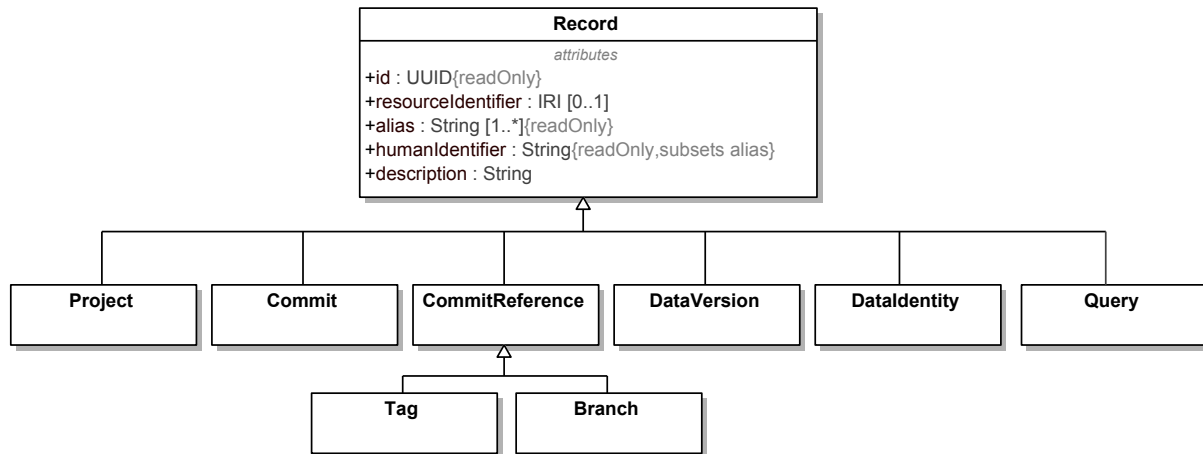 Record
attributes
+id : UUID{readOnly}
+resourceIdentifier : IRI [0..1]
+alias : String [1..*]{readOnly}
+humanIdentifier : String{readOnly,subsets alias}
+description : String
Project Commit CommitReference DataVersion DataIdentity Query
Tag Branch